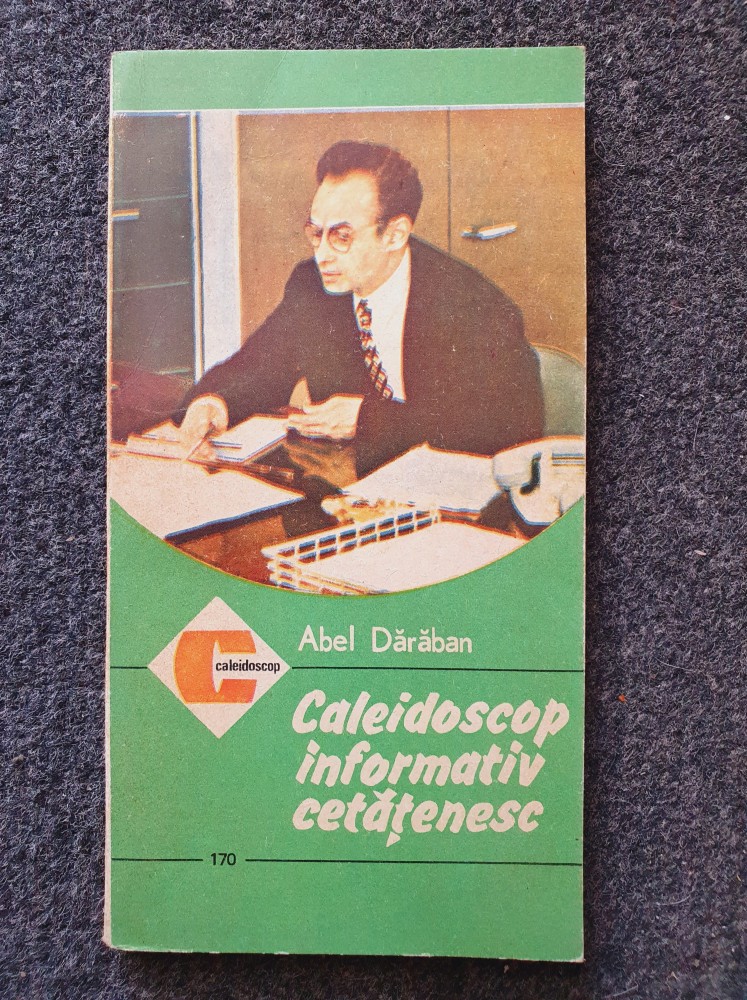 Abel Dărăban
caleidoscop
Caleidoscop
informativ
cetățenesc
170